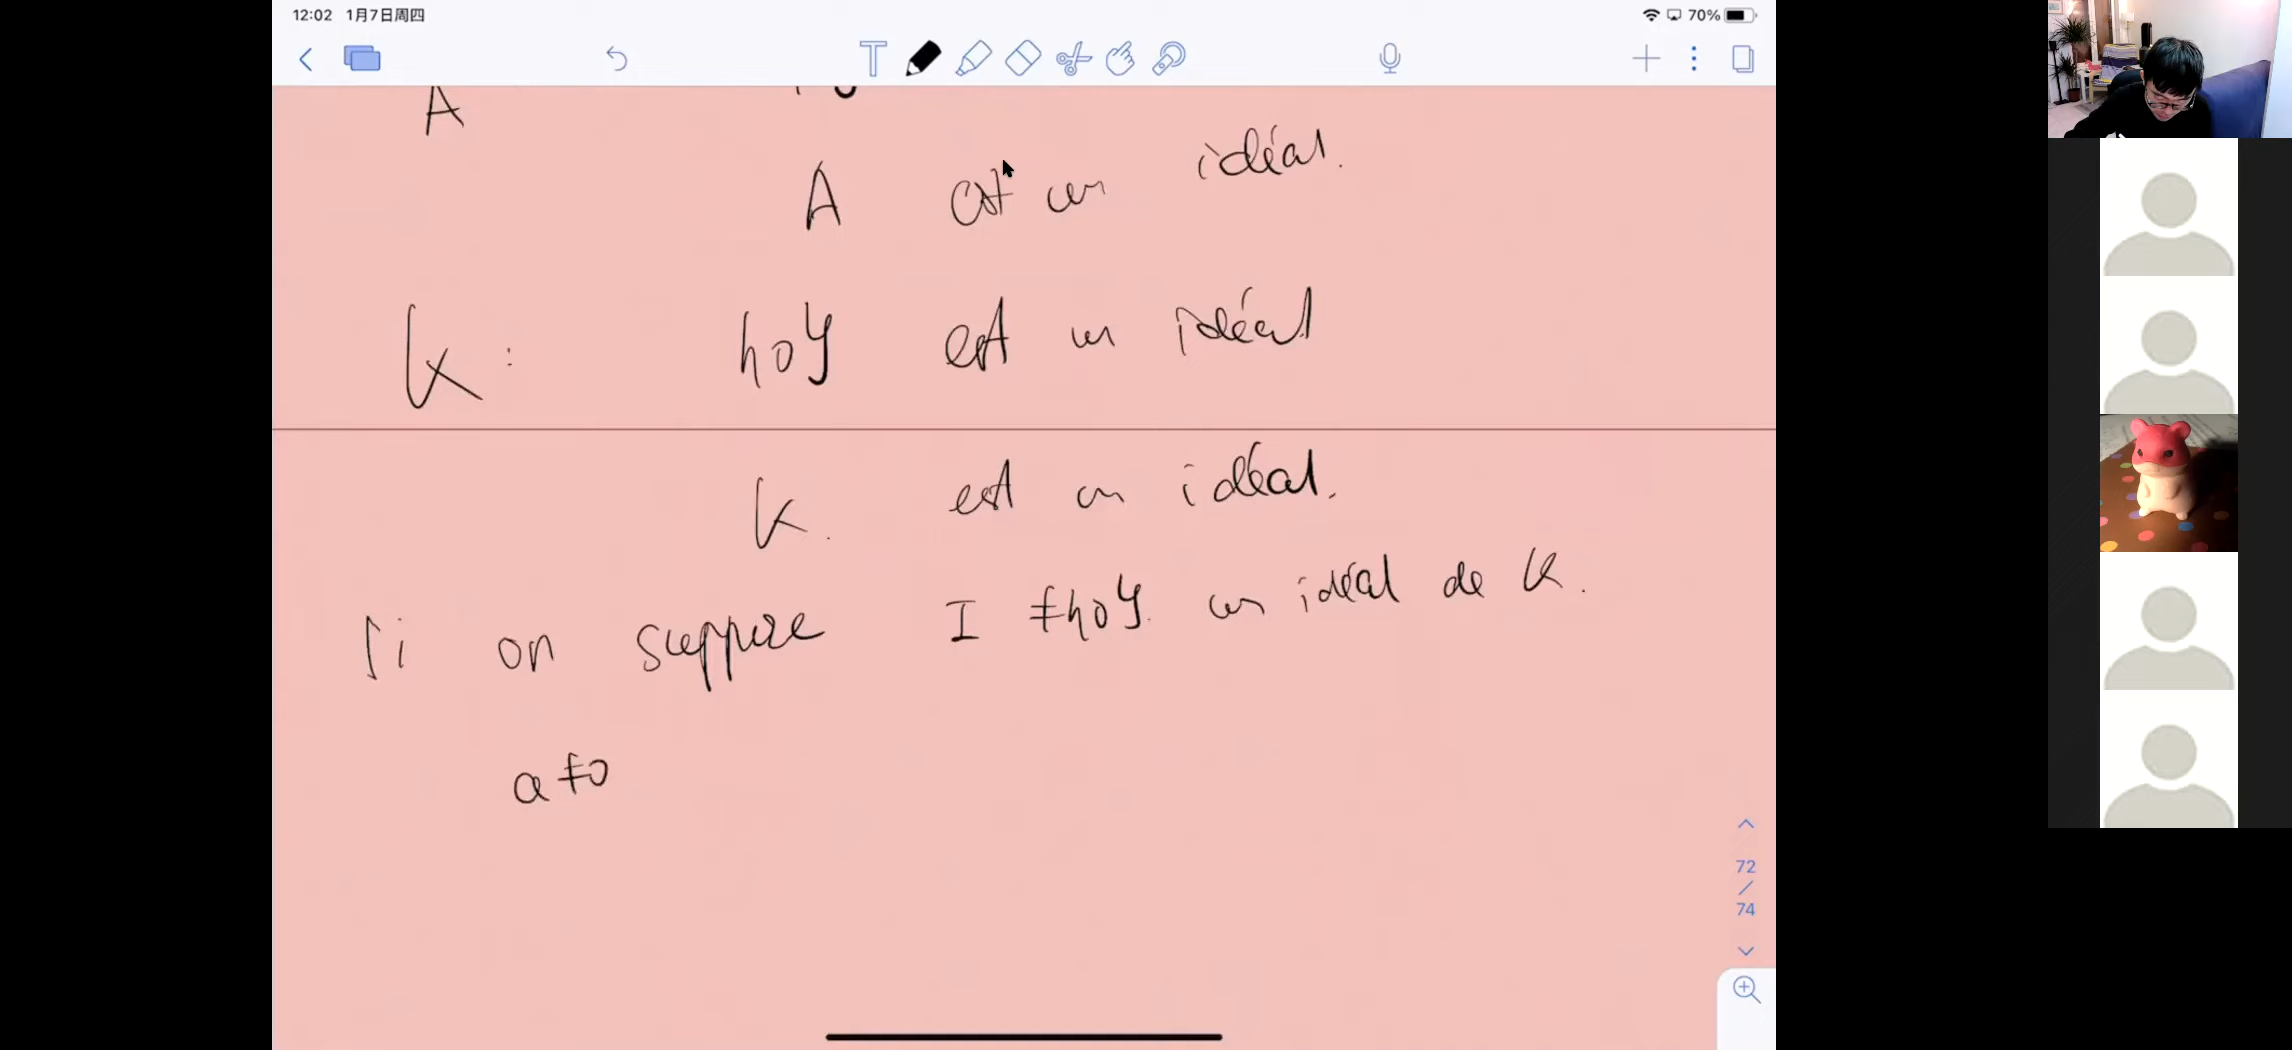 12:02 1月7日周四 70%
A
A est un idéal.
K : {0} est un idéal
K. est un idéal.
Si on suppose I ≠ {0}. un idéal de K.
a ≠ 0
72
/
74